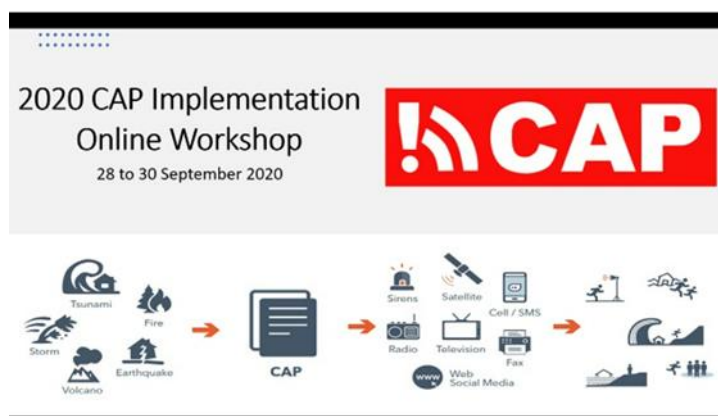 2020 CAP Implementation
Online Workshop
28 to 30 September 2020
CAP
Tsunami
Fire
Storm
Earthquake
Volcano
CAP
Sirens
Satellite
Cell / SMS
Radio
Television
Fax
www
Web
Social Media